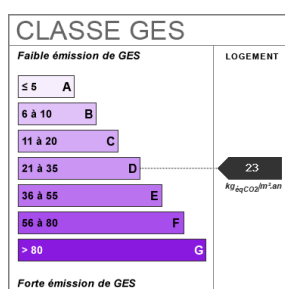 CLASSE GES
Faible émission de GES
LOGEMENT
≤ 5 A
6 à 10 B
11 à 20 C
21 à 35 D
23
36 à 55 E
kgéqCO2/m².an
56 à 80 F
> 80 G
Forte émission de GES